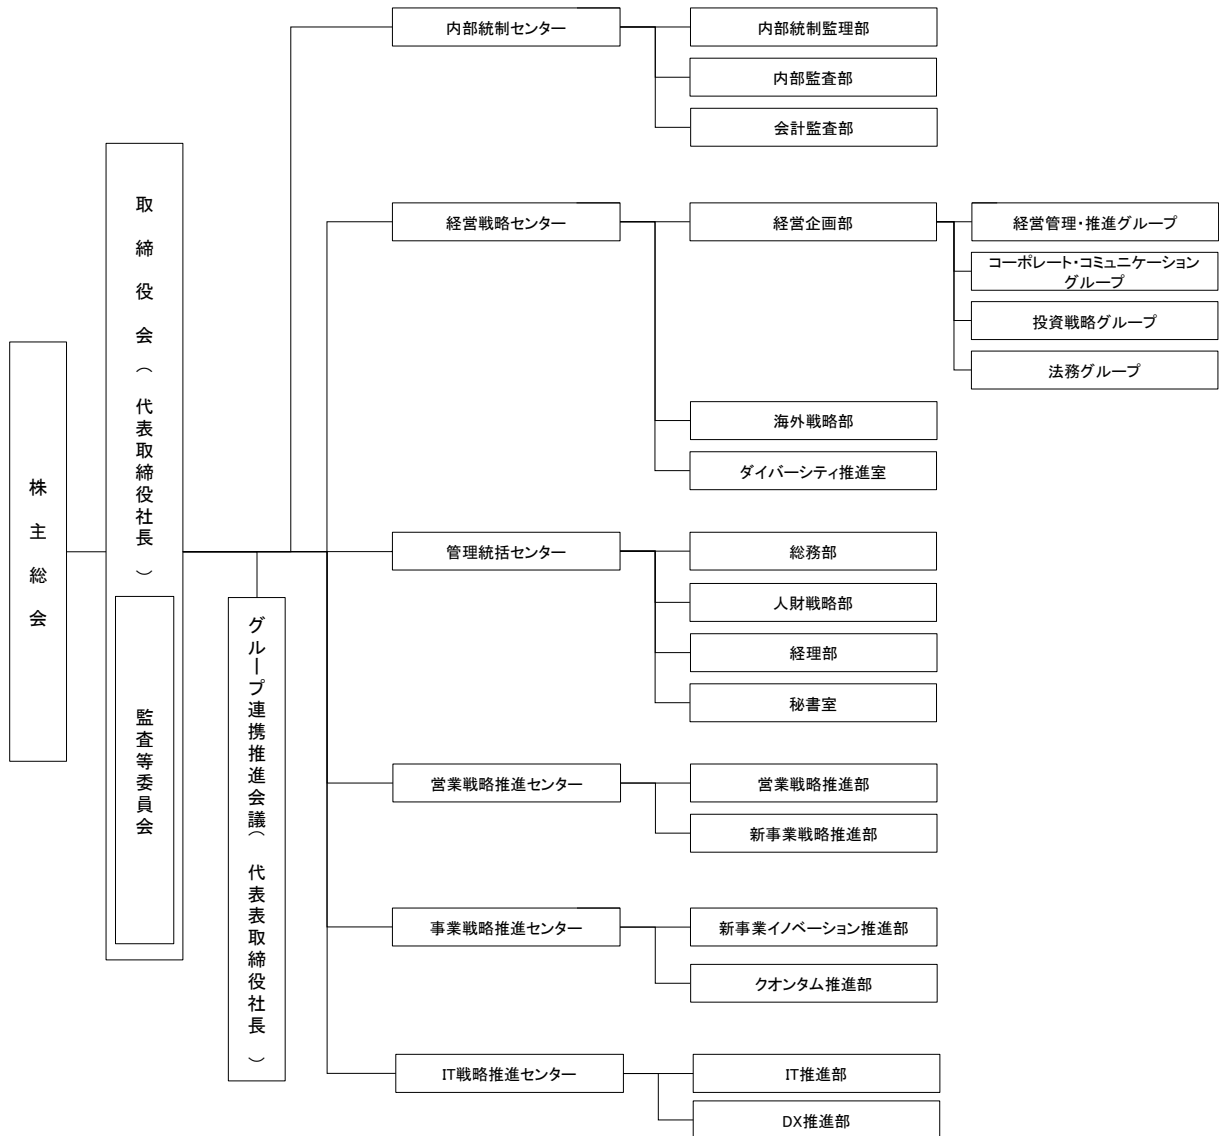 株主総会
取締役会（代表取締役社長）
監査等委員会
グループ連携推進会議（代表表取締役社長）
内部統制センター
内部統制監理部
内部監査部
会計監査部
経営戦略センター
経営企画部
経営管理・推進グループ
コーポレート・コミュニケーション
グループ
投資戦略グループ
法務グループ
海外戦略部
ダイバーシティ推進室
管理統括センター
総務部
人財戦略部
経理部
秘書室
営業戦略推進センター
営業戦略推進部
新事業戦略推進部
事業戦略推進センター
新事業イノベーション推進部
クオンタム推進部
IT戦略推進センター
IT推進部
DX推進部